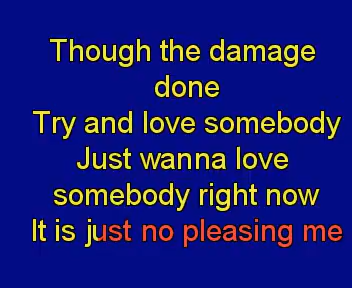 Though the damage
done
Try and love somebody
Just wanna love
somebody right now
It is just no pleasing me